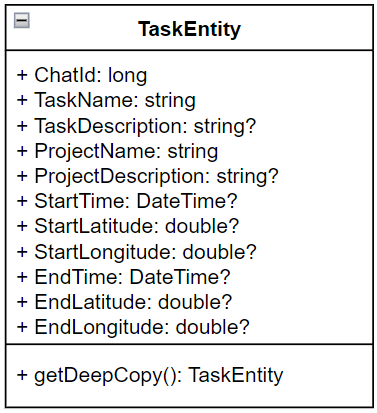 TaskEntity
+ ChatId: long
+ TaskName: string
+ TaskDescription: string?
+ ProjectName: string
+ ProjectDescription: string?
+ StartTime: DateTime?
+ StartLatitude: double?
+ StartLongitude: double?
+ EndTime: DateTime?
+ EndLatitude: double?
+ EndLongitude: double?
+ getDeepCopy(): TaskEntity